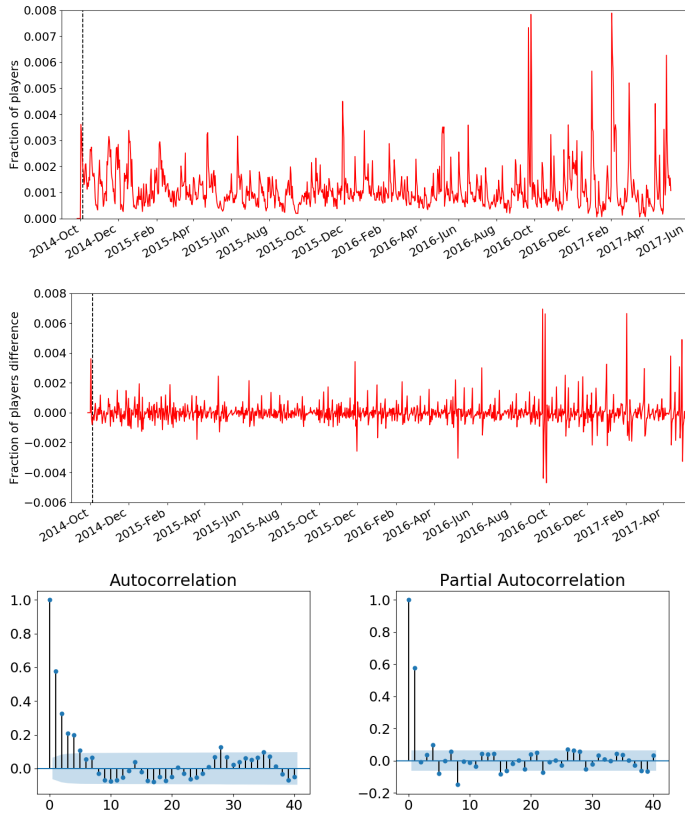 Fraction of players
0.008
0.007
0.006
0.005
0.004
0.003
0.002
0.001
0.000
2014-Oct
2014-Dec
2015-Feb
2015-Apr
2015-Jun
2015-Aug
2015-Oct
2015-Dec
2016-Feb
2016-Apr
2016-Jun
2016-Aug
2016-Oct
2016-Dec
2017-Feb
2017-Apr
2017-Jun
Fraction of players difference
0.008
0.006
0.004
0.002
0.000
−0.002
−0.004
−0.006
2014-Oct
2014-Dec
2015-Feb
2015-Apr
2015-Jun
2015-Aug
2015-Oct
2015-Dec
2016-Feb
2016-Apr
2016-Jun
2016-Aug
2016-Oct
2016-Dec
2017-Feb
2017-Apr
Autocorrelation
1.0
0.8
0.6
0.4
0.2
0.0
0
10
20
30
40
Partial Autocorrelation
1.0
0.8
0.6
0.4
0.2
0.0
−0.2
0
10
20
30
40